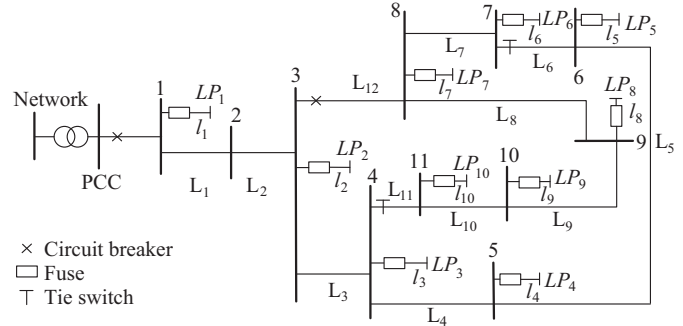 8
7
LP₆
l₆
6
LP₅
l₅
L₇
L₆
3
L₁₂
LP₇
l₇
LP₈
l₈
L₈
9
L₅
Network
1
LP₁
l₁
2
PCC
L₁
L₂
LP₂
l₂
4
L₁₁
11
LP₁₀
l₁₀
10
LP₉
l₉
L₁₀
L₉
LP₃
l₃
L₃
5
LP₄
l₄
L₄
Circuit breaker
Fuse
Tie switch